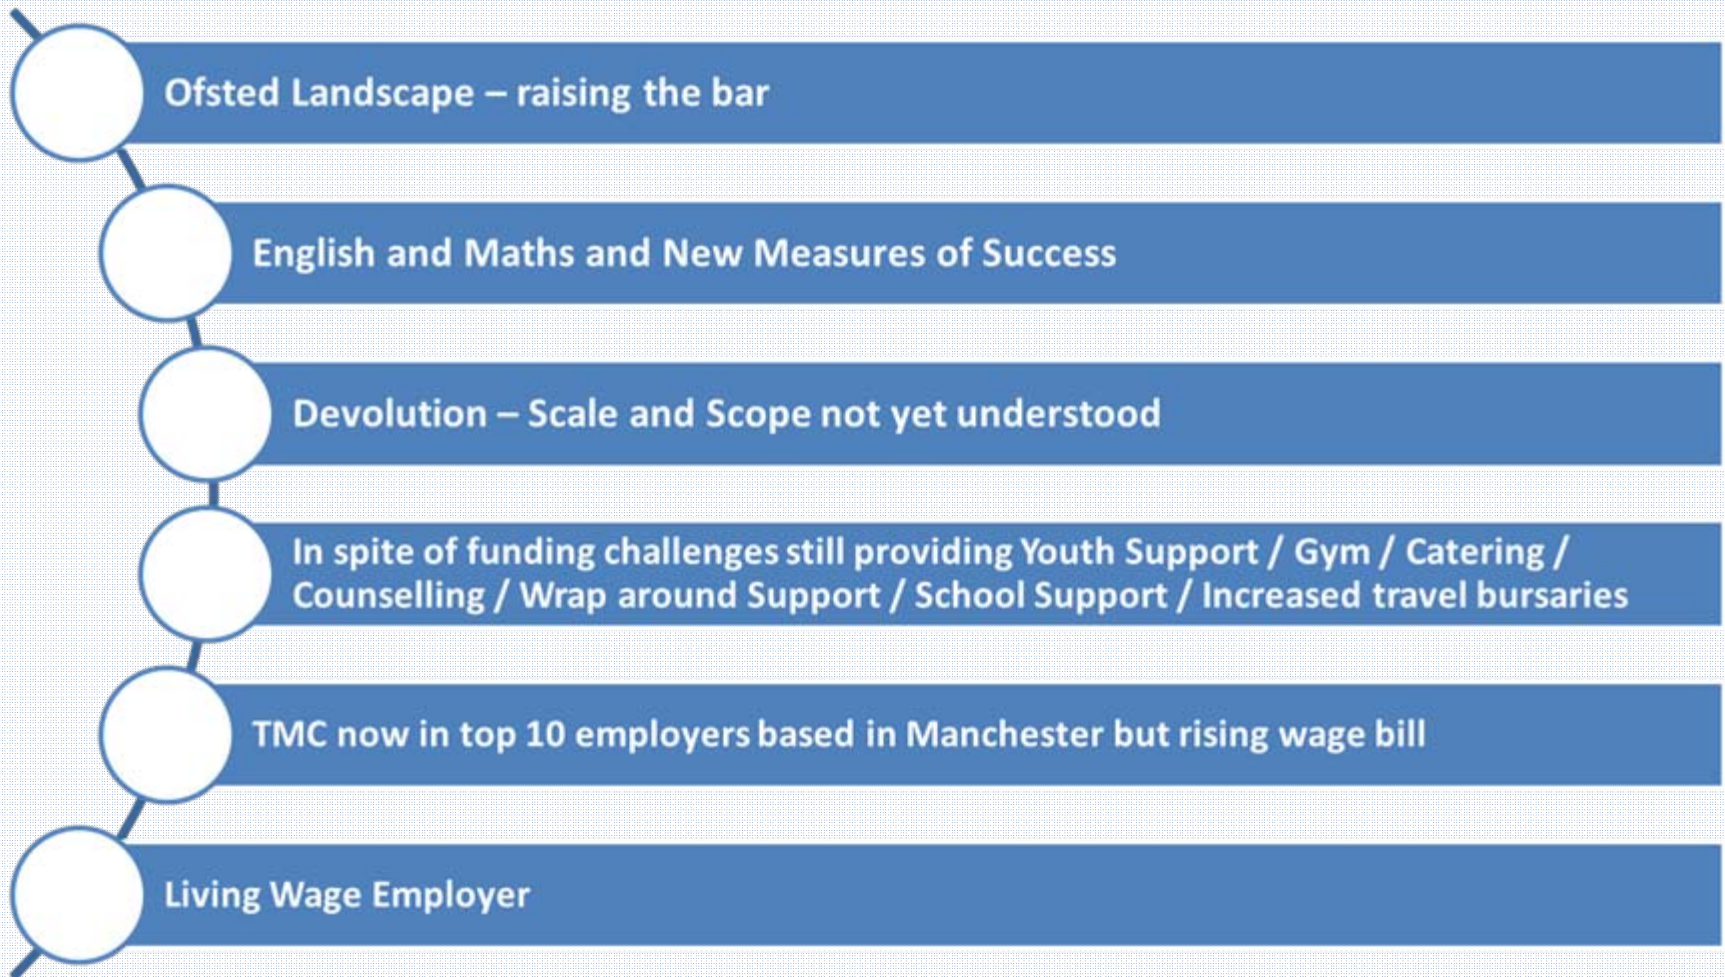 Ofsted Landscape – raising the bar
English and Maths and New Measures of Success
Devolution – Scale and Scope not yet understood
In spite of funding challenges still providing Youth Support / Gym / Catering /
Counselling / Wrap around Support / School Support / Increased travel bursaries
TMC now in top 10 employers based in Manchester but rising wage bill
Living Wage Employer